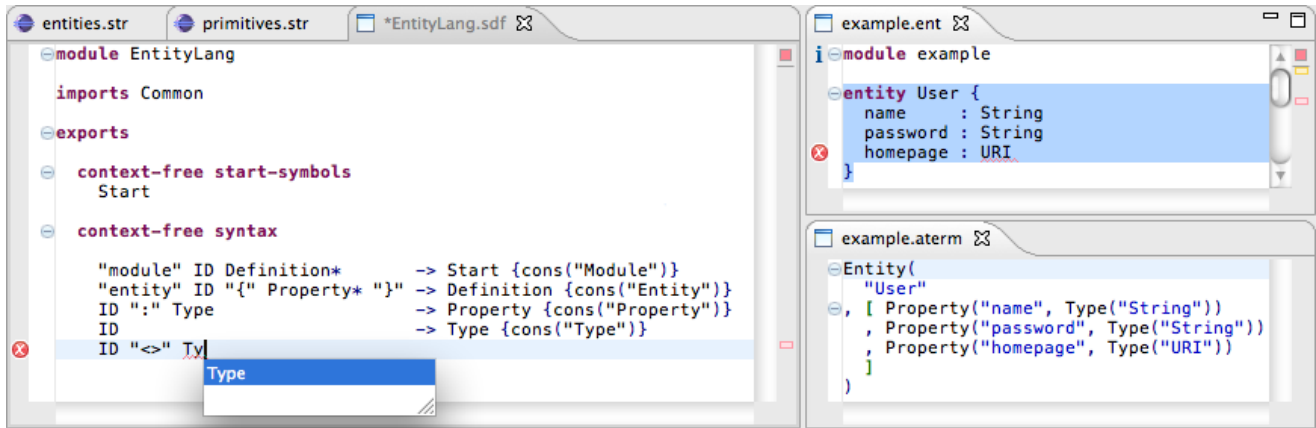 entities.str
primitives.str
*EntityLang.sdf
module EntityLang
imports Common
exports
context-free start-symbols
Start
context-free syntax
"module" ID Definition* -> Start {cons("Module")}
"entity" ID "{" Property* "}" -> Definition {cons("Entity")}
ID ":" Type -> Property {cons("Property")}
ID -> Type {cons("Type")}
ID "<>" Ty
Type
example.ent
module example
entity User {
name : String
password : String
homepage : URI
}
example.aterm
Entity(
"User"
, [ Property("name", Type("String"))
, Property("password", Type("String"))
, Property("homepage", Type("URI"))
]
)